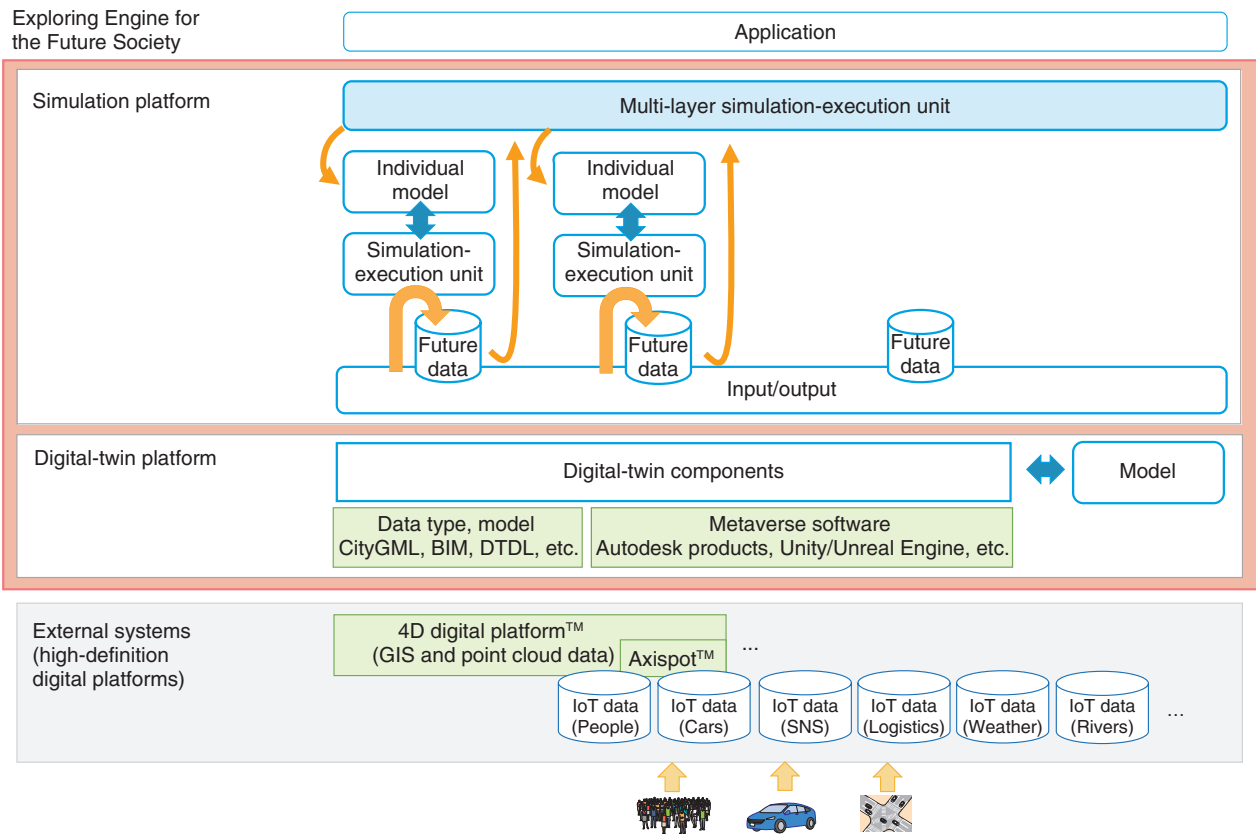 Exploring Engine for
the Future Society
Application
Simulation platform
Multi-layer simulation-execution unit
Individual
model
Individual
model
Simulation-
execution unit
Simulation-
execution unit
Future
data
Future
data
Future
data
Input/output
Digital-twin platform
Digital-twin components
Model
Data type, model
CityGML, BIM, DTDL, etc.
Metaverse software
Autodesk products, Unity/Unreal Engine, etc.
External systems
(high-definition
digital platforms)
4D digital platform™
(GIS and point cloud data)
Axispot™
...
IoT data
(People)
IoT data
(Cars)
IoT data
(SNS)
IoT data
(Logistics)
IoT data
(Weather)
IoT data
(Rivers)
...